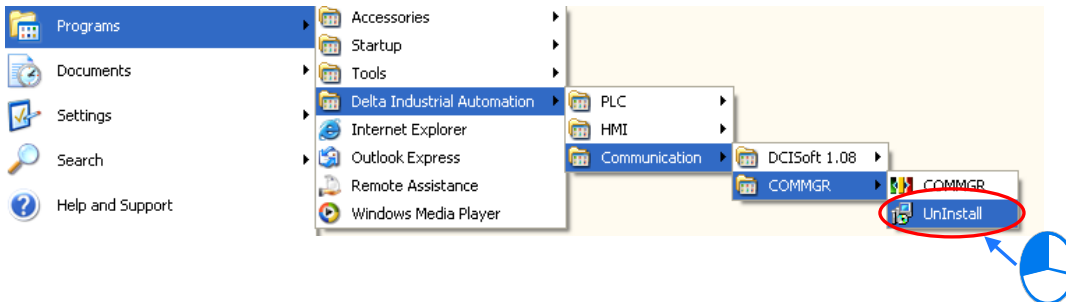 Programs
Documents
Settings
Search
Help and Support
Accessories
Startup
Tools
Delta Industrial Automation
Internet Explorer
Outlook Express
Remote Assistance
Windows Media Player
PLC
HMI
Communication
DCISoft 1.08
COMMGR
COMMGR
UnInstall